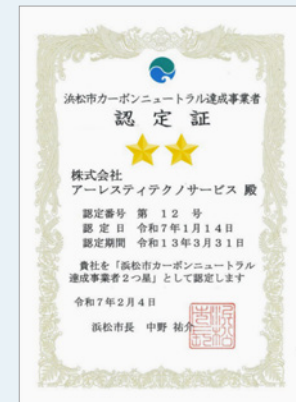 浜松市カーボンニュートラル達成事業者
認定証
株式会社
アーレスティテクノサービス 殿
認定番号 第 12 号
認定日 令和7年1月14日
認定期間 令和13年3月31日
貴社を「浜松市カーボンニュートラル
達成事業者2つ星」として認定します
令和7年2月4日
浜松市長 中野 祐介